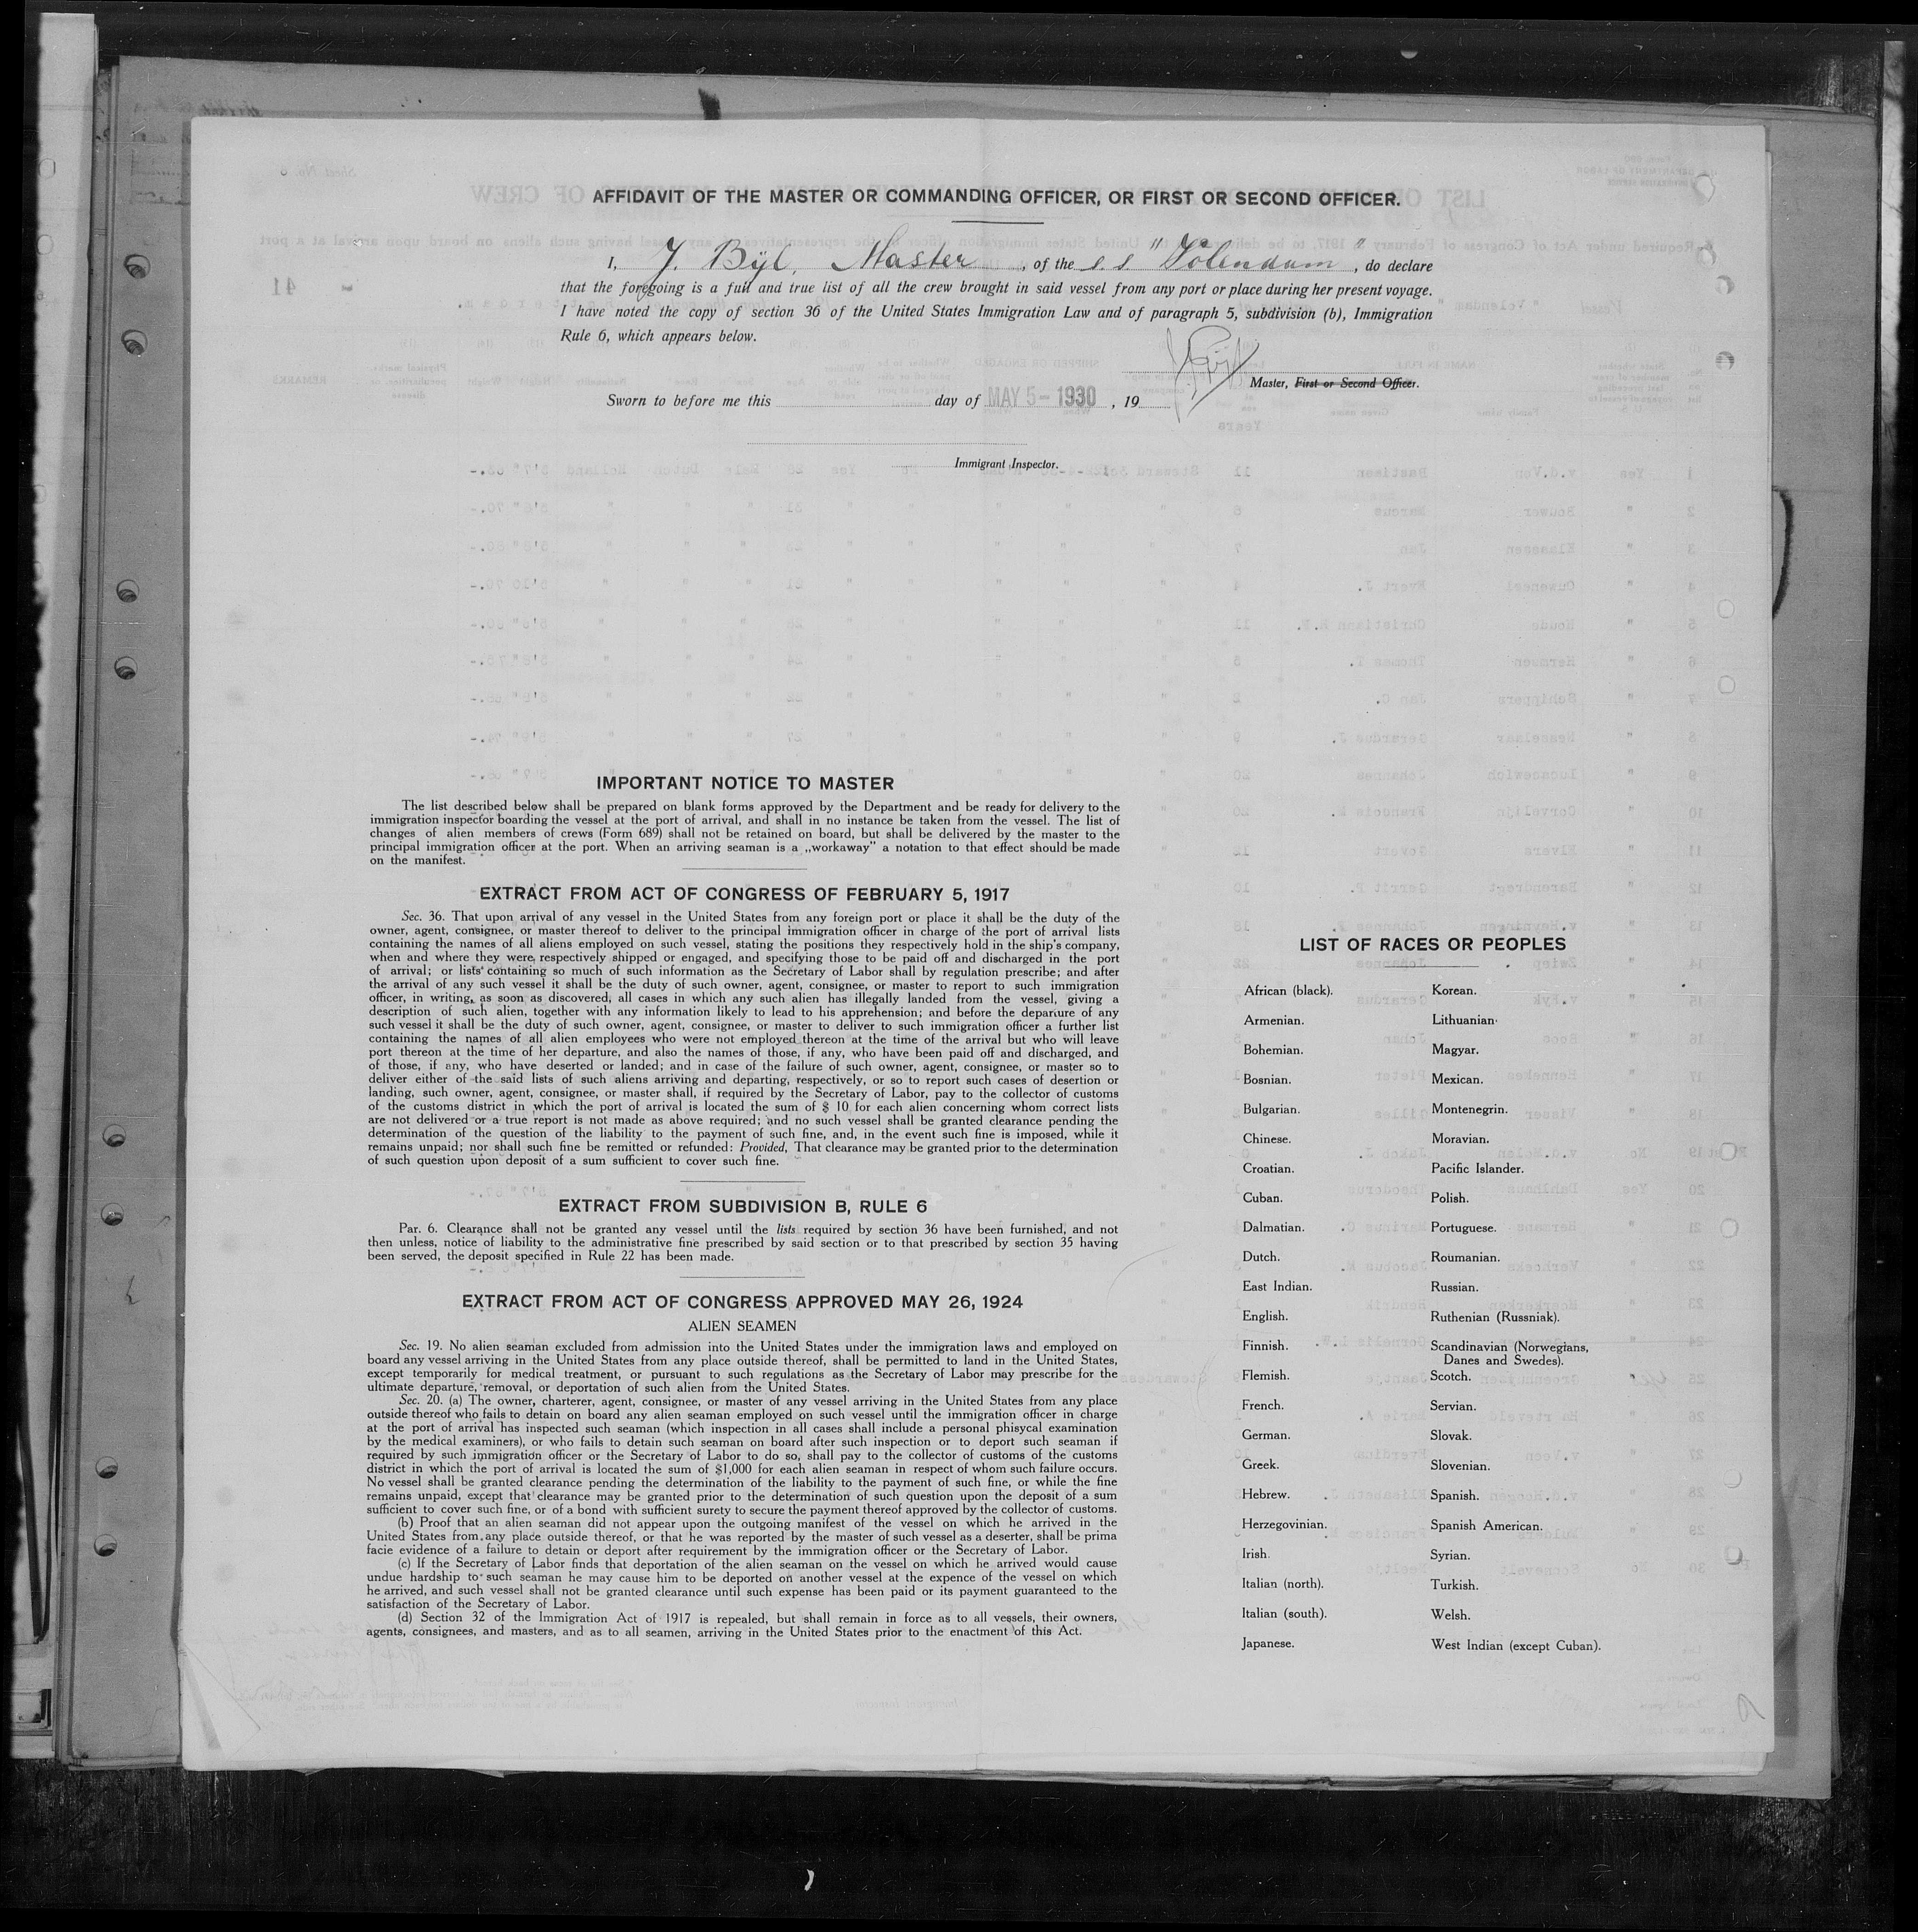 AFFIDAVIT OF THE MASTER OR COMMANDING OFFICER, OR FIRST OR SECOND OFFICER.
I, J. Bijl, Master, of the s.s "Volendam", do declare
that the foregoing is a full and true list of all the crew brought in said vessel from any port or place during her present voyage.
I have noted the copy of section 36 of the United States Immigration Law and of paragraph 5, subdivision (b), Immigration
Rule 6, which appears below.
J Bijl
Master, First or Second Officer.
Sworn to before me this day of MAY 5 - 1930, 19
Immigrant Inspector.
IMPORTANT NOTICE TO MASTER
The list described below shall be prepared on blank forms approved by the Department and be ready for delivery to the
immigration inspector boarding the vessel at the port of arrival, and shall in no instance be taken from the vessel. The list of
changes of alien members of crews (Form 689) shall not be retained on board, but shall be delivered by the master to the
principal immigration officer at the port. When an arriving seaman is a „workaway" a notation to that effect should be made
on the manifest.
EXTRACT FROM ACT OF CONGRESS OF FEBRUARY 5, 1917
Sec. 36. That upon arrival of any vessel in the United States from any foreign port or place it shall be the duty of the
owner, agent, consignee, or master thereof to deliver to the principal immigration officer in charge of the port of arrival lists
containing the names of all aliens employed on such vessel, stating the positions they respectively hold in the ship's company,
when and where they were respectively shipped or engaged, and specifying those to be paid off and discharged in the port
of arrival; or lists containing so much of such information as the Secretary of Labor shall by regulation prescribe; and after
the arrival of any such vessel it shall be the duty of such owner, agent, consignee, or master to report to such immigration
officer, in writing, as soon as discovered, all cases in which any such alien has illegally landed from the vessel, giving a
description of such alien, together with any information likely to lead to his apprehension; and before the departure of any
such vessel it shall be the duty of such owner, agent, consignee, or master to deliver to such immigration officer a further list
containing the names of all alien employees who were not employed thereon at the time of the arrival but who will leave
port thereon at the time of her departure, and also the names of those, if any, who have been paid off and discharged, and
of those, if any, who have deserted or landed; and in case of the failure of such owner, agent, consignee, or master so to
deliver either of the said lists of such aliens arriving and departing, respectively, or so to report such cases of desertion or
landing, such owner, agent, consignee, or master shall, if required by the Secretary of Labor, pay to the collector of customs
of the customs district in which the port of arrival is located the sum of $ 10 for each alien concerning whom correct lists
are not delivered or a true report is not made as above required; and no such vessel shall be granted clearance pending the
determination of the question of the liability to the payment of such fine, and, in the event such fine is imposed, while it
remains unpaid; nor shall such fine be remitted or refunded: Provided, That clearance may be granted prior to the determination
of such question upon deposit of a sum sufficient to cover such fine.
EXTRACT FROM SUBDIVISION B, RULE 6
Par. 6. Clearance shall not be granted any vessel until the lists required by section 36 have been furnished, and not
then unless, notice of liability to the administrative fine prescribed by said section or to that prescribed by section 35 having
been served, the deposit specified in Rule 22 has been made.
EXTRACT FROM ACT OF CONGRESS APPROVED MAY 26, 1924
ALIEN SEAMEN
Sec. 19. No alien seaman excluded from admission into the United States under the immigration laws and employed on
board any vessel arriving in the United States from any place outside thereof, shall be permitted to land in the United States,
except temporarily for medical treatment, or pursuant to such regulations as the Secretary of Labor may prescribe for the
ultimate departure, removal, or deportation of such alien from the United States.
Sec. 20. (a) The owner, charterer, agent, consignee, or master of any vessel arriving in the United States from any place
outside thereof who fails to detain on board any alien seaman employed on such vessel until the immigration officer in charge
at the port of arrival has inspected such seaman (which inspection in all cases shall include a personal phisycal examination
by the medical examiners), or who fails to detain such seaman on board after such inspection or to deport such seaman if
required by such immigration officer or the Secretary of Labor to do so, shall pay to the collector of customs of the customs
district in which the port of arrival is located the sum of $1,000 for each alien seaman in respect of whom such failure occurs.
No vessel shall be granted clearance pending the determination of the liability to the payment of such fine, or while the fine
remains unpaid, except that clearance may be granted prior to the determination of such question upon the deposit of a sum
sufficient to cover such fine, or of a bond with sufficient surety to secure the payment thereof approved by the collector of customs.
(b) Proof that an alien seaman did not appear upon the outgoing manifest of the vessel on which he arrived in the
United States from any place outside thereof, or that he was reported by the master of such vessel as a deserter, shall be prima
facie evidence of a failure to detain or deport after requirement by the immigration officer or the Secretary of Labor.
(c) If the Secretary of Labor finds that deportation of the alien seaman on the vessel on which he arrived would cause
undue hardship to such seaman he may cause him to be deported on another vessel at the expence of the vessel on which
he arrived, and such vessel shall not be granted clearance until such expense has been paid or its payment guaranteed to the
satisfaction of the Secretary of Labor.
(d) Section 32 of the Immigration Act of 1917 is repealed, but shall remain in force as to all vessels, their owners,
agents, consignees, and masters, and as to all seamen, arriving in the United States prior to the enactment of this Act.
LIST OF RACES OR PEOPLES
African (black).
Armenian.
Bohemian.
Bosnian.
Bulgarian.
Chinese.
Croatian.
Cuban.
Dalmatian.
Dutch.
East Indian.
English.
Finnish.
Flemish.
French.
German.
Greek.
Hebrew.
Herzegovinian.
Irish.
Italian (north).
Italian (south).
Japanese.
Korean.
Lithuanian.
Magyar.
Mexican.
Montenegrin.
Moravian.
Pacific Islander.
Polish.
Portuguese.
Roumanian.
Russian.
Ruthenian (Russniak).
Scandinavian (Norwegians,
Danes and Swedes).
Scotch.
Servian.
Slovak.
Slovenian.
Spanish.
Spanish American.
Syrian.
Turkish.
Welsh.
West Indian (except Cuban).